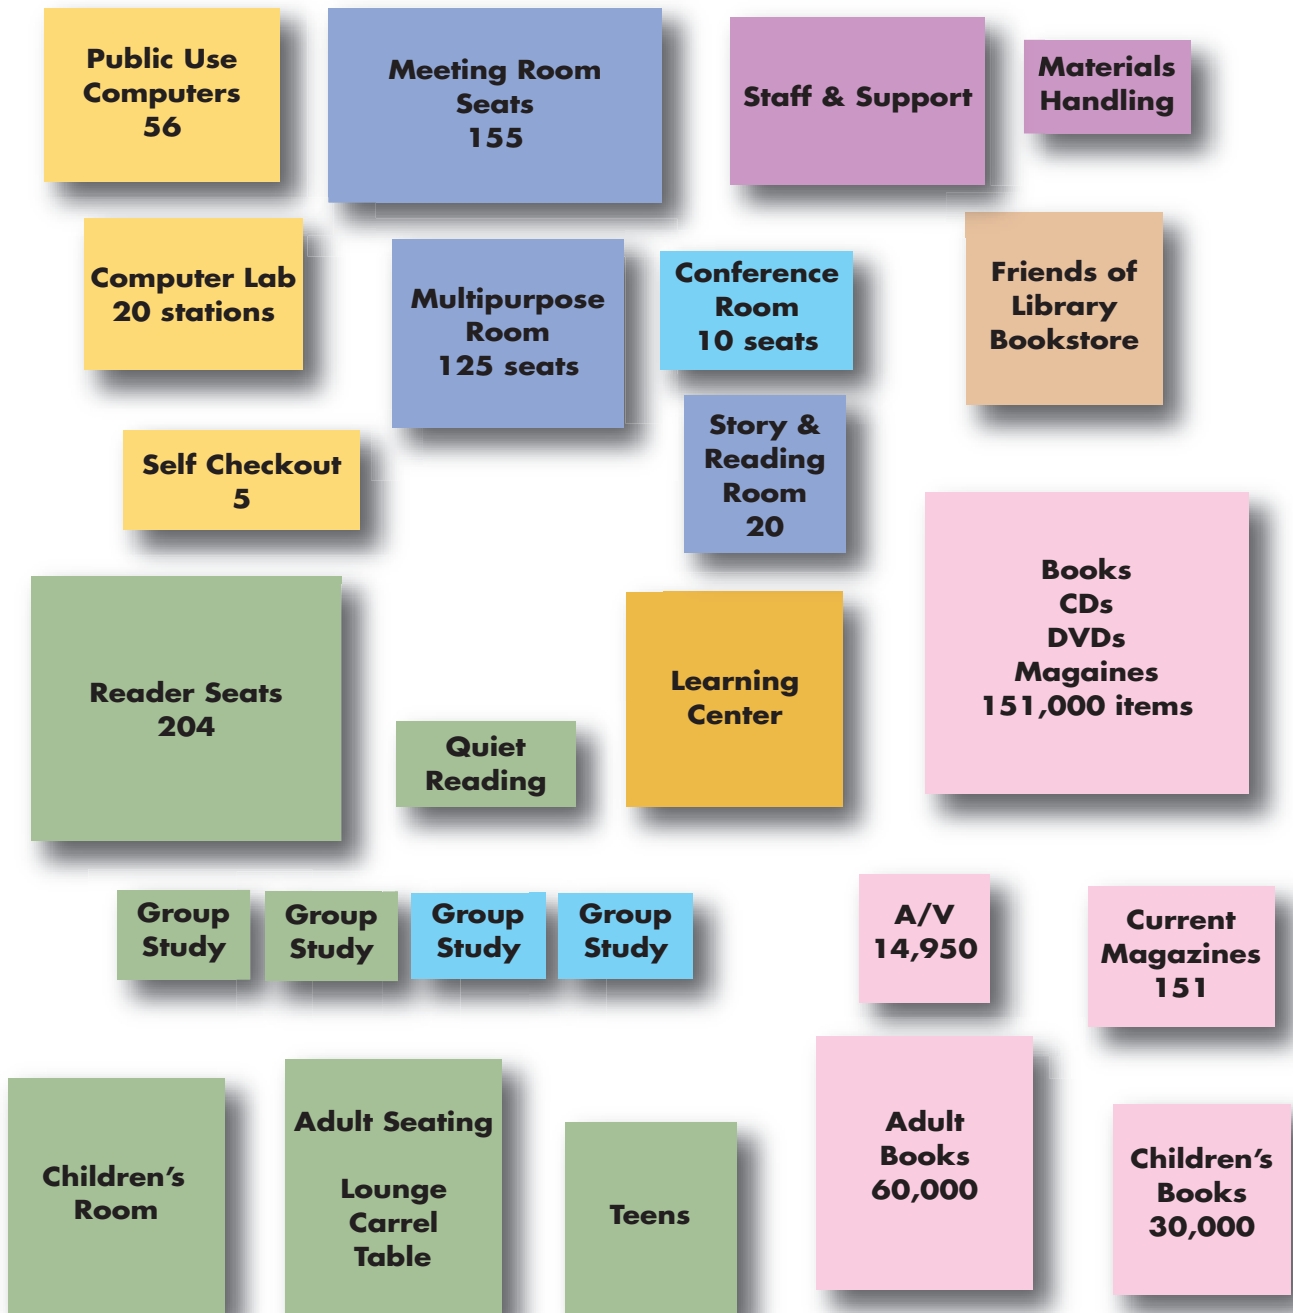 Public Use
Computers
56
Meeting Room
Seats
155
Staff & Support
Materials
Handling
Computer Lab
20 stations
Multipurpose
Room
125 seats
Conference
Room
10 seats
Friends of
Library
Bookstore
Self Checkout
5
Story &
Reading
Room
20
Books
CDs
DVDs
Magaines
151,000 items
Reader Seats
204
Quiet
Reading
Learning
Center
Group
Study
Group
Study
Group
Study
Group
Study
A/V
14,950
Current
Magazines
151
Children's
Room
Adult Seating
Lounge
Carrel
Table
Teens
Adult
Books
60,000
Children's
Books
30,000